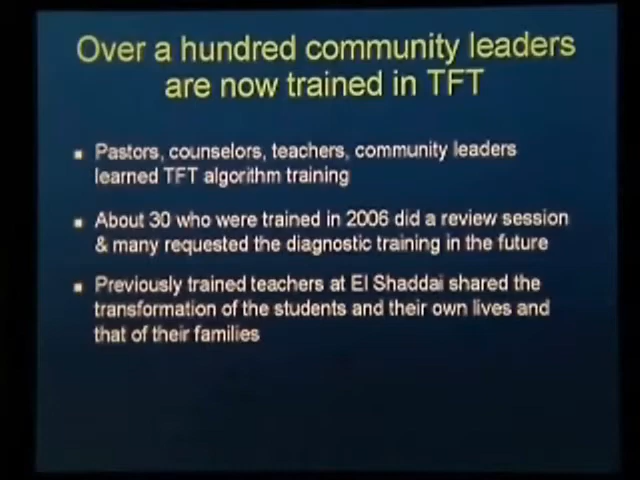 Over a hundred community leaders
are now trained in TFT
Pastors, counselors, teachers, community leaders
learned TFT algorithm training
About 30 who were trained in 2006 did a review session
& many requested the diagnostic training in the future
Previously trained teachers at El Shaddai shared the
transformation of the students and their own lives and
that of their families